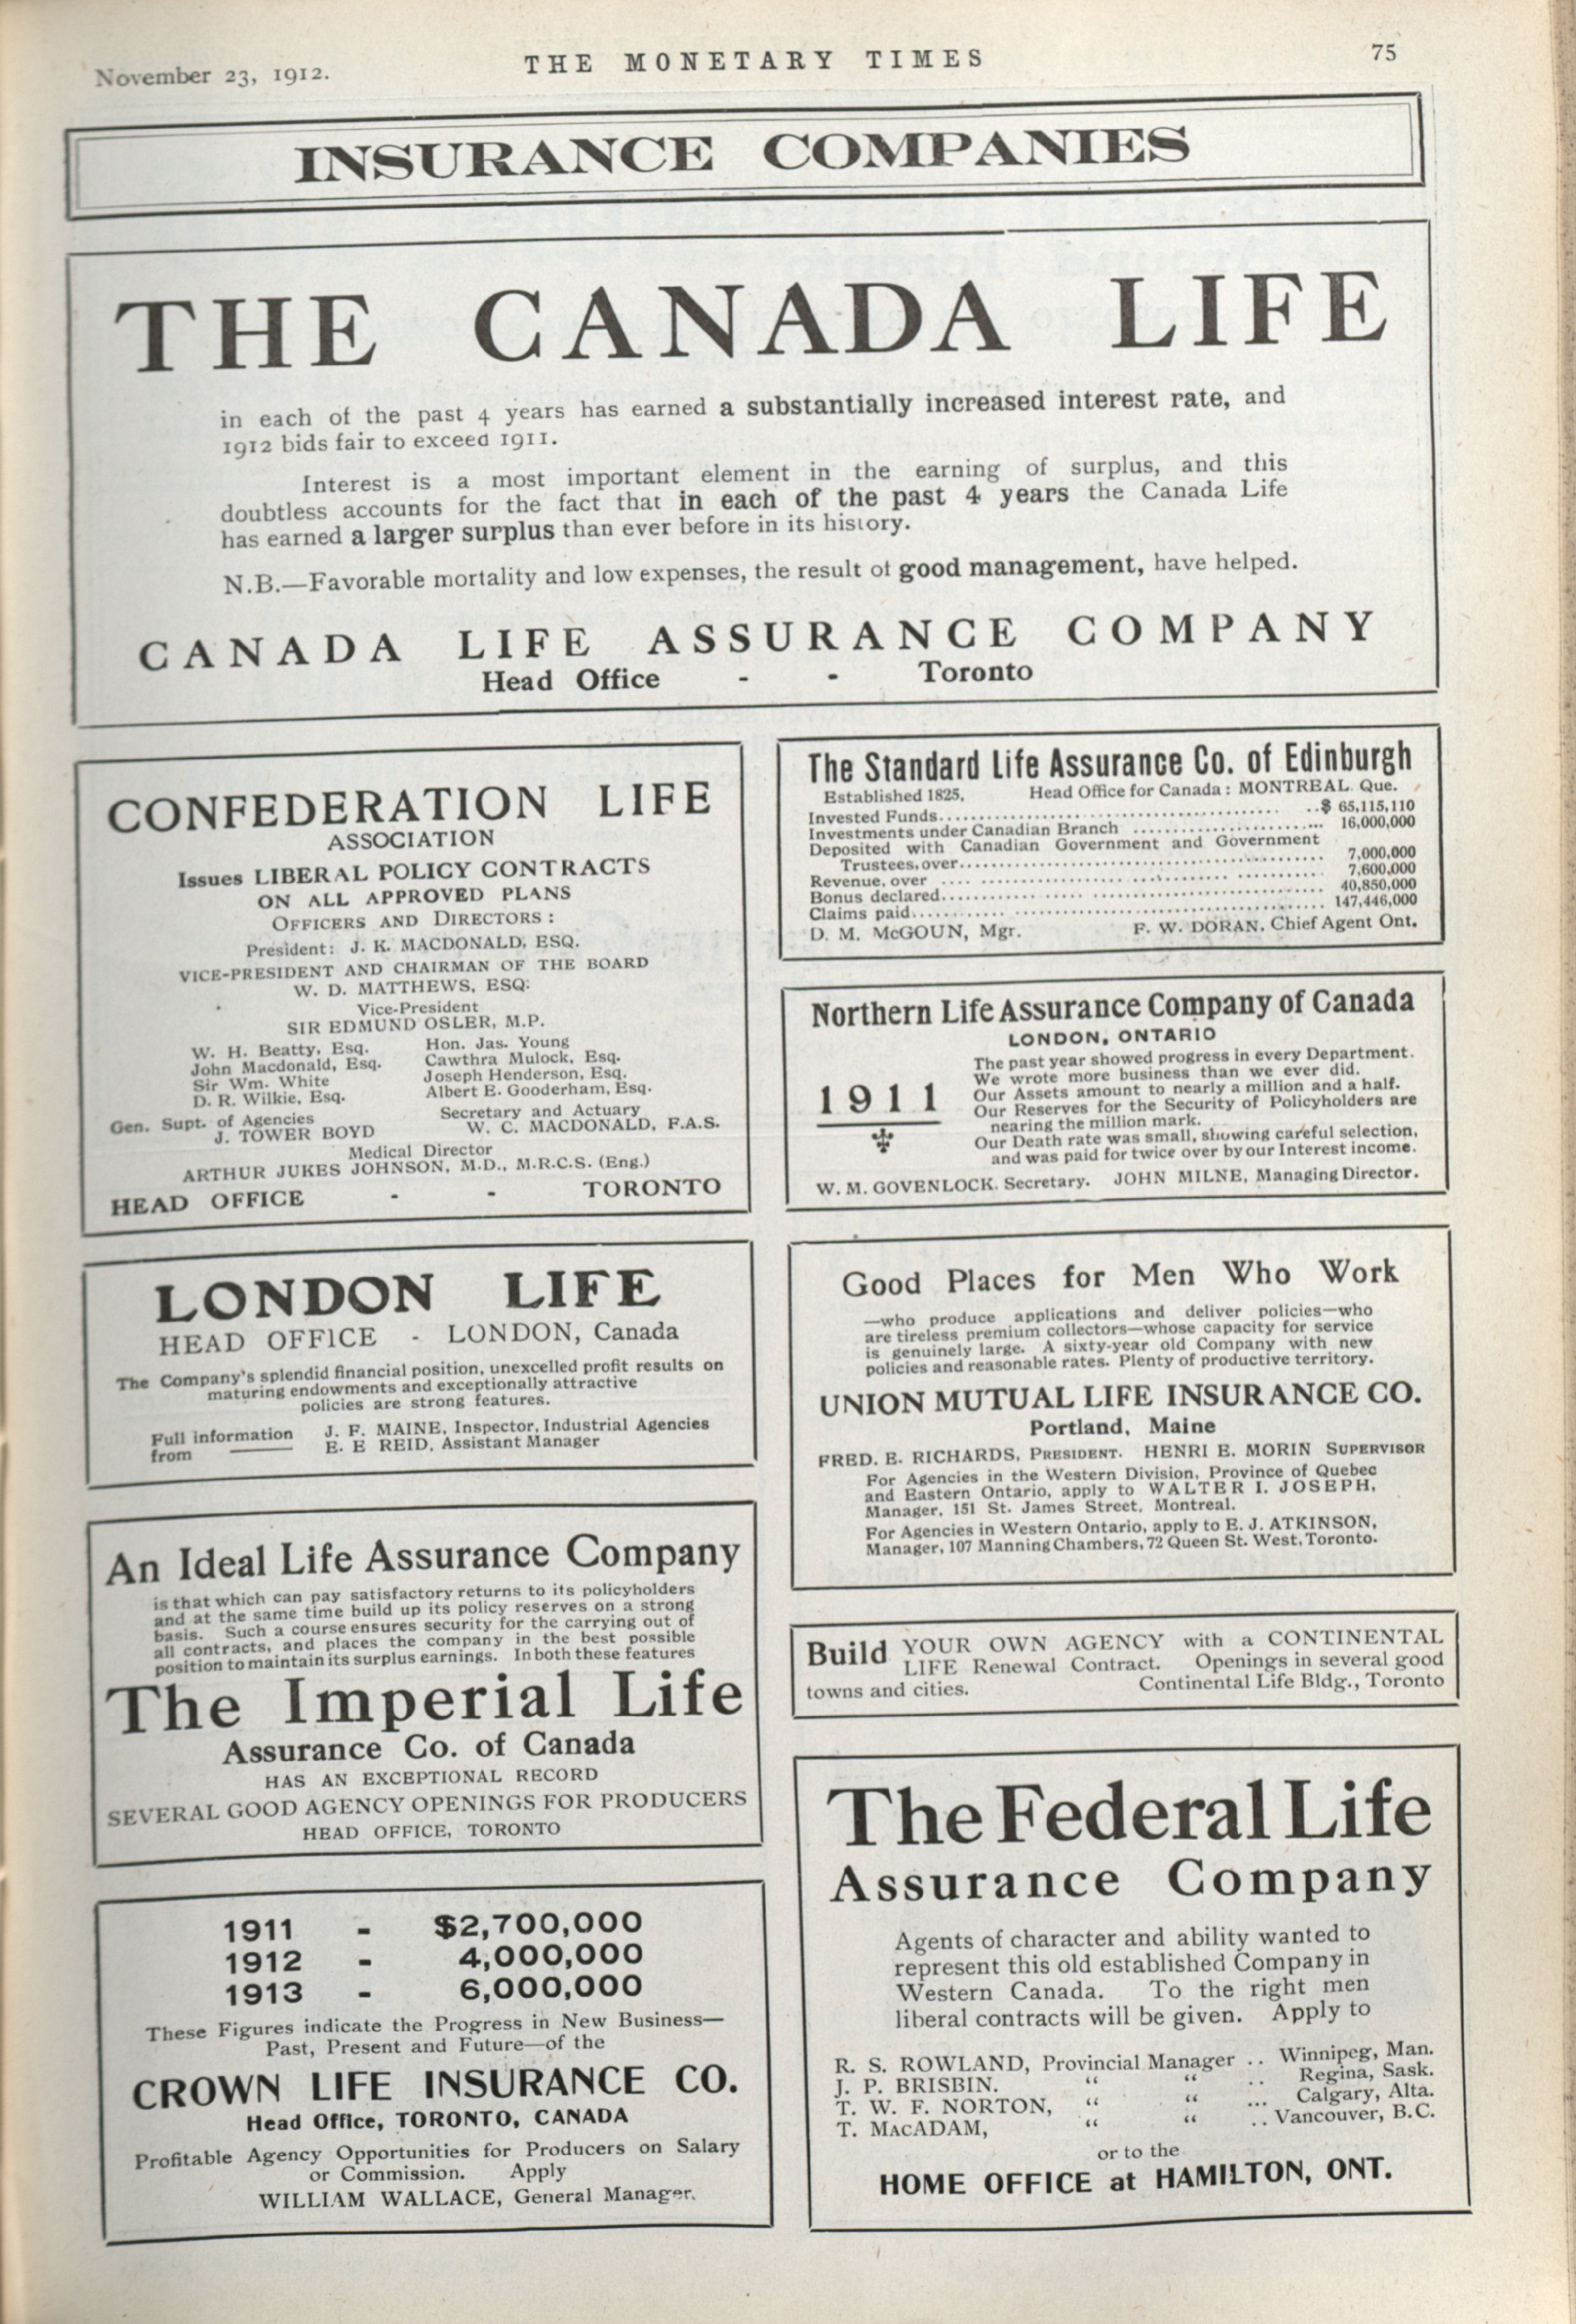 November 23, 1912.
THE MONETARY TIMES
75
INSURANCE COMPANIES
THE CANADA LIFE
in each of the past 4 years has earned a substantially increased interest rate, and
1912 bids fair to exceed 1911.
Interest is a most important element in the earning of surplus, and this
doubtless accounts for the fact that in each of the past 4 years the Canada Life
has earned a larger surplus than ever before in its history.
N.B.—Favorable mortality and low expenses, the result of good management, have helped.
CANADA LIFE ASSURANCE COMPANY
Head Office - - Toronto
CONFEDERATION LIFE
ASSOCIATION
Issues LIBERAL POLICY CONTRACTS
ON ALL APPROVED PLANS
OFFICERS AND DIRECTORS :
President: J. K. MACDONALD, ESQ.
VICE-PRESIDENT AND CHAIRMAN OF THE BOARD
W. D. MATTHEWS, ESQ.
Vice-President
SIR EDMUND OSLER, M.P.
W. H. Beatty, Esq. Hon. Jas. Young
John Macdonald, Esq. Cawthra Mulock, Esq.
Sir Wm. White Joseph Henderson, Esq.
D. R. Wilkie, Esq. Albert E. Gooderham, Esq.
Gen. Supt. of Agencies Secretary and Actuary
J. TOWER BOYD W. C. MACDONALD, F.A.S.
Medical Director
ARTHUR JUKES JOHNSON, M.D., M.R.C.S. (Eng.)
HEAD OFFICE - - TORONTO
LONDON LIFE
HEAD OFFICE - LONDON, Canada
The Company's splendid financial position, unexcelled profit results on
maturing endowments and exceptionally attractive
policies are strong features.
Full information J. F. MAINE, Inspector, Industrial Agencies
from E. E REID, Assistant Manager
An Ideal Life Assurance Company
is that which can pay satisfactory returns to its policyholders
and at the same time build up its policy reserves on a strong
basis. Such a course ensures security for the carrying out of
all contracts, and places the company in the best possible
position to maintain its surplus earnings. In both these features
The Imperial Life
Assurance Co. of Canada
HAS AN EXCEPTIONAL RECORD
SEVERAL GOOD AGENCY OPENINGS FOR PRODUCERS
HEAD OFFICE, TORONTO
1911 - $2,700,000
1912 - 4,000,000
1913 - 6,000,000
These Figures indicate the Progress in New Business—
Past, Present and Future—of the
CROWN LIFE INSURANCE CO.
Head Office, TORONTO, CANADA
Profitable Agency Opportunities for Producers on Salary
or Commission. Apply
WILLIAM WALLACE, General Manager.
The Standard Life Assurance Co. of Edinburgh
Established 1825. Head Office for Canada: MONTREAL. Que.
Invested Funds..........$ 65,115,110
Investments under Canadian Branch .......... 16,000,000
Deposited with Canadian Government and Government
Trustees, over.......... 7,000,000
Revenue, over .......... 7,600,000
Bonus declared.......... 40,850,000
Claims paid.......... 147,446,000
D. M. McGOUN, Mgr. F. W. DORAN, Chief Agent Ont.
Northern Life Assurance Company of Canada
LONDON, ONTARIO
1911
The past year showed progress in every Department.
We wrote more business than we ever did.
Our Assets amount to nearly a million and a half.
Our Reserves for the Security of Policyholders are
nearing the million mark.
Our Death rate was small, showing careful selection,
and was paid for twice over by our Interest income.
W. M. GOVENLOCK, Secretary. JOHN MILNE, Managing Director.
Good Places for Men Who Work
—who produce applications and deliver policies—who
are tireless premium collectors—whose capacity for service
is genuinely large. A sixty-year old Company with new
policies and reasonable rates. Plenty of productive territory.
UNION MUTUAL LIFE INSURANCE CO.
Portland, Maine
FRED. E. RICHARDS, PRESIDENT. HENRI E. MORIN SUPERVISOR
For Agencies in the Western Division, Province of Quebec
and Eastern Ontario, apply to WALTER I. JOSEPH,
Manager, 151 St. James Street, Montreal.
For Agencies in Western Ontario, apply to E. J. ATKINSON,
Manager, 107 Manning Chambers, 72 Queen St. West, Toronto.
Build YOUR OWN AGENCY with a CONTINENTAL
LIFE Renewal Contract. Openings in several good
towns and cities. Continental Life Bldg., Toronto
The Federal Life
Assurance Company
Agents of character and ability wanted to
represent this old established Company in
Western Canada. To the right men
liberal contracts will be given. Apply to
R. S. ROWLAND, Provincial Manager .. Winnipeg, Man.
J. P. BRISBIN. “ “ .. Regina, Sask.
T. W. F. NORTON, “ “ ... Calgary, Alta.
T. MACADAM, “ “ .. Vancouver, B.C.
or to the
HOME OFFICE at HAMILTON, ONT.